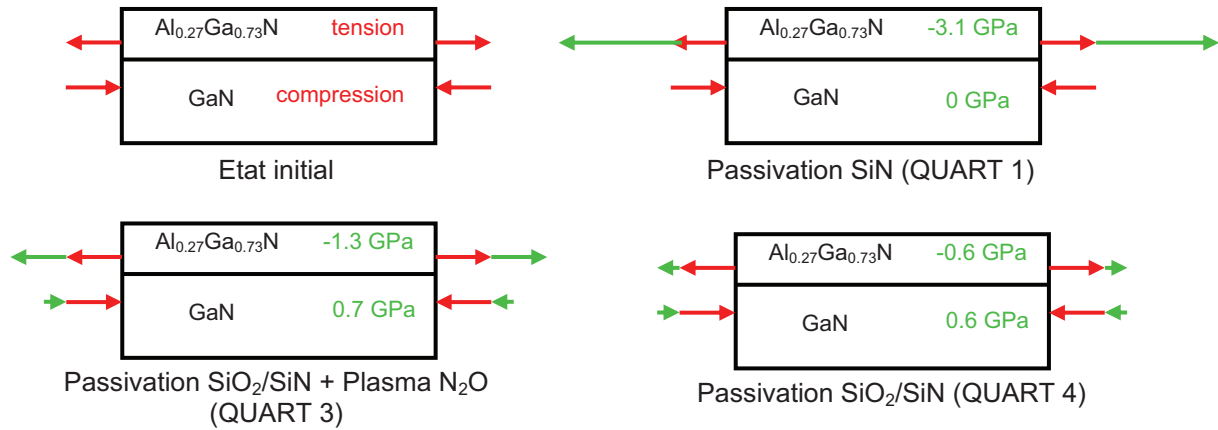 Al0.27Ga0.73N tension
GaN compression
Etat initial
Al0.27Ga0.73N -3.1 GPa
GaN 0 GPa
Passivation SiN (QUART 1)
Al0.27Ga0.73N -1.3 GPa
GaN 0.7 GPa
Passivation SiO2/SiN + Plasma N2O
(QUART 3)
Al0.27Ga0.73N -0.6 GPa
GaN 0.6 GPa
Passivation SiO2/SiN (QUART 4)